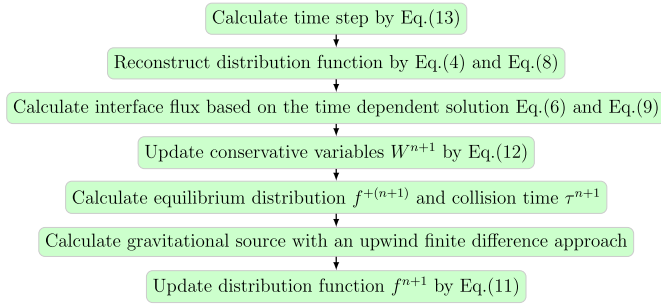 Calculate time step by Eq.(13)
Reconstruct distribution function by Eq.(4) and Eq.(8)
Calculate interface flux based on the time dependent solution Eq.(6) and Eq.(9)
Update conservative variables $W^{n+1}$ by Eq.(12)
Calculate equilibrium distribution $f^{+(n+1)}$ and collision time $\tau^{n+1}$
Calculate gravitational source with an upwind finite difference approach
Update distribution function $f^{n+1}$ by Eq.(11)